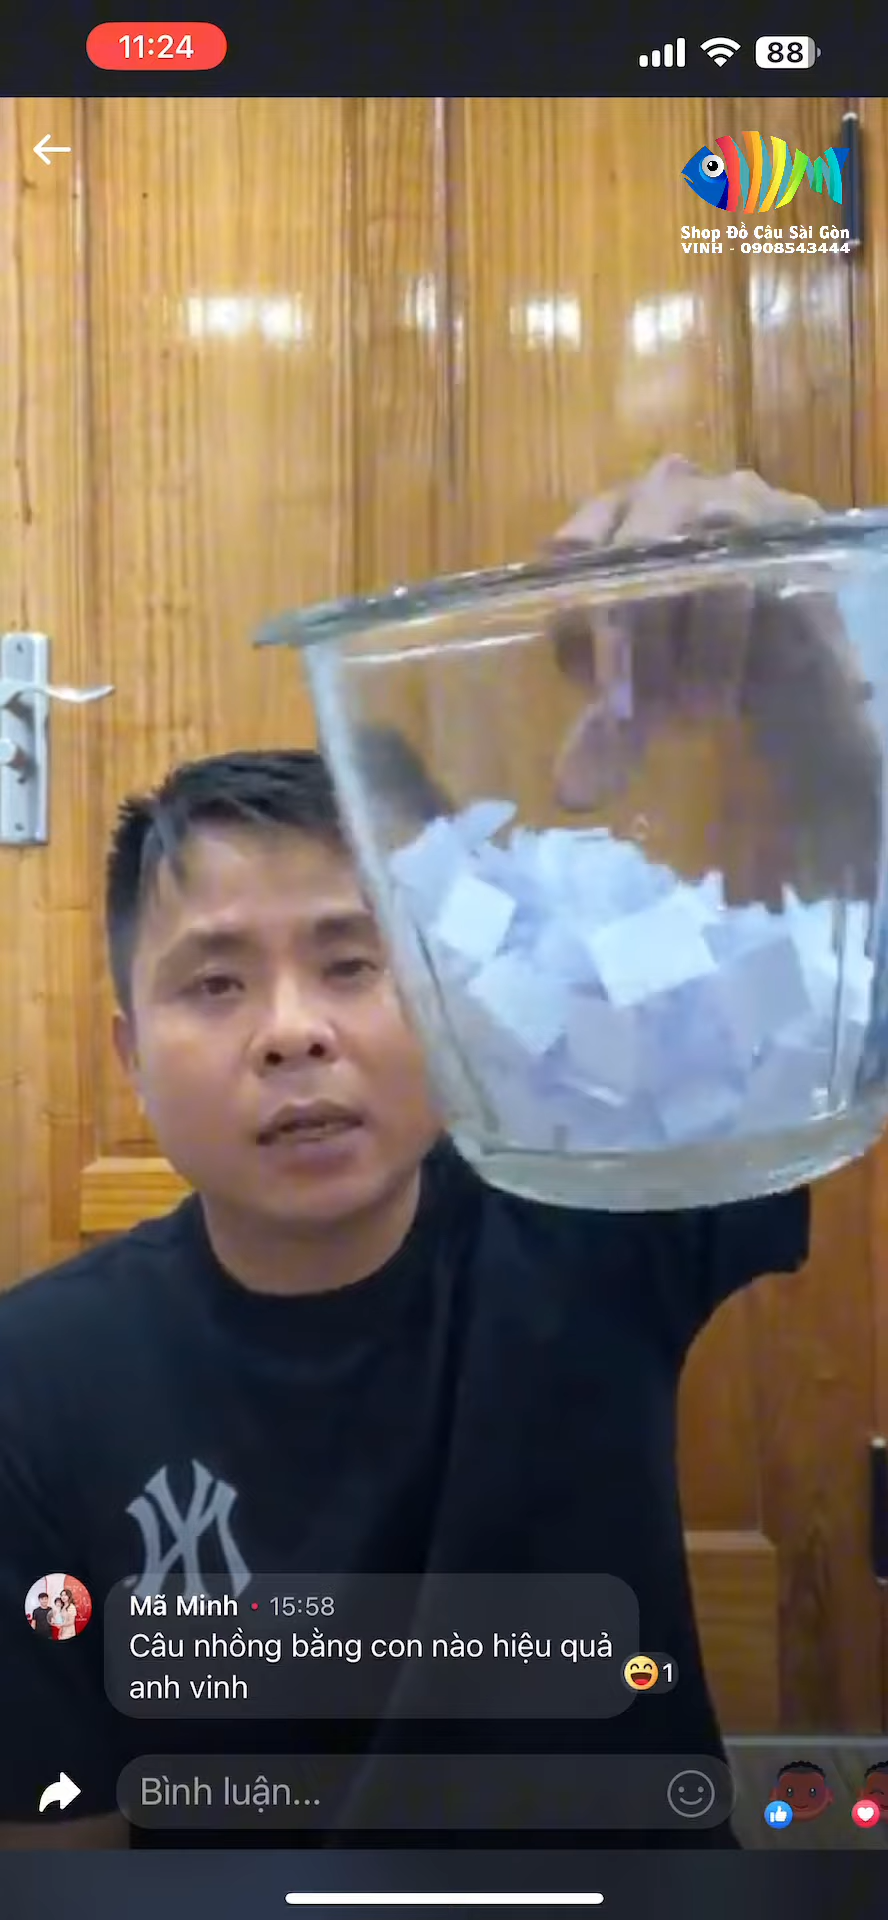 11:24
88
Shop Đồ Câu Sài Gòn
VINH - 0908543444
NY
Mã Minh • 15:58
Câu nhồng bằng con nào hiệu quả
anh vinh
1
Bình luận...